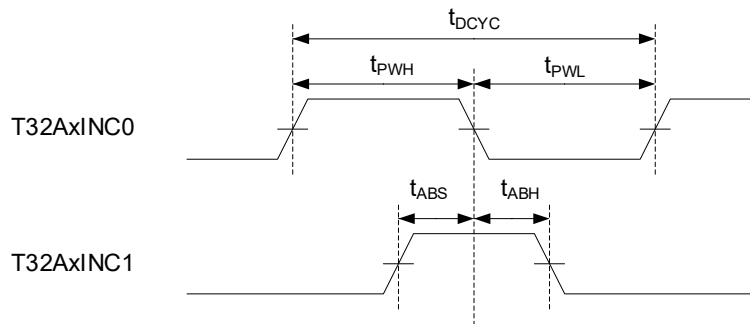 tDCYC
tPWH tPWL
T32AxINC0
tABS tABH
T32AxINC1